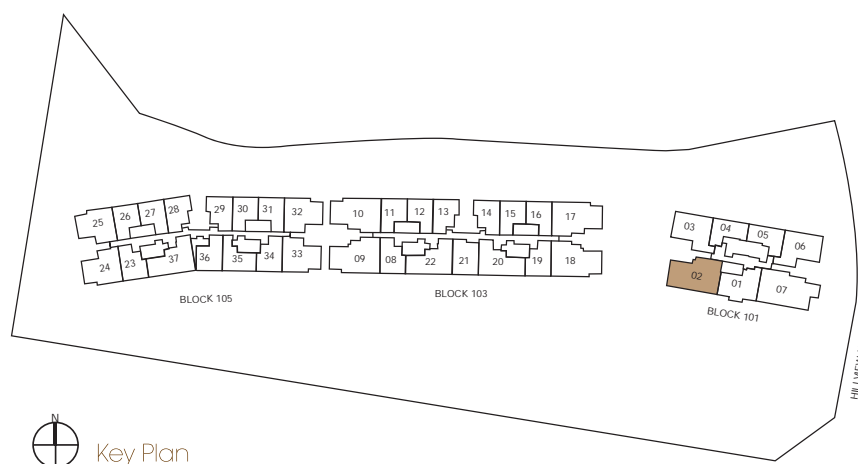 25 26 27 28 29 30 31 32 10 11 12 13 14 15 16 17
24 23 37 36 35 34 33 09 08 22 21 20 19 18
03 04 05 06
02 01 07
BLOCK 105
BLOCK 103
BLOCK 101
N
Key Plan